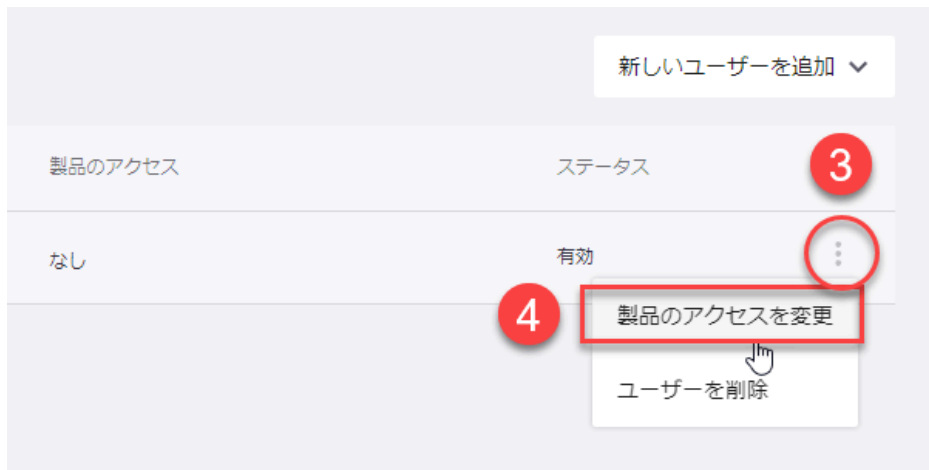 新しいユーザーを追加
製品のアクセス
ステータス
3
なし
有効
4
製品のアクセスを変更
ユーザーを削除